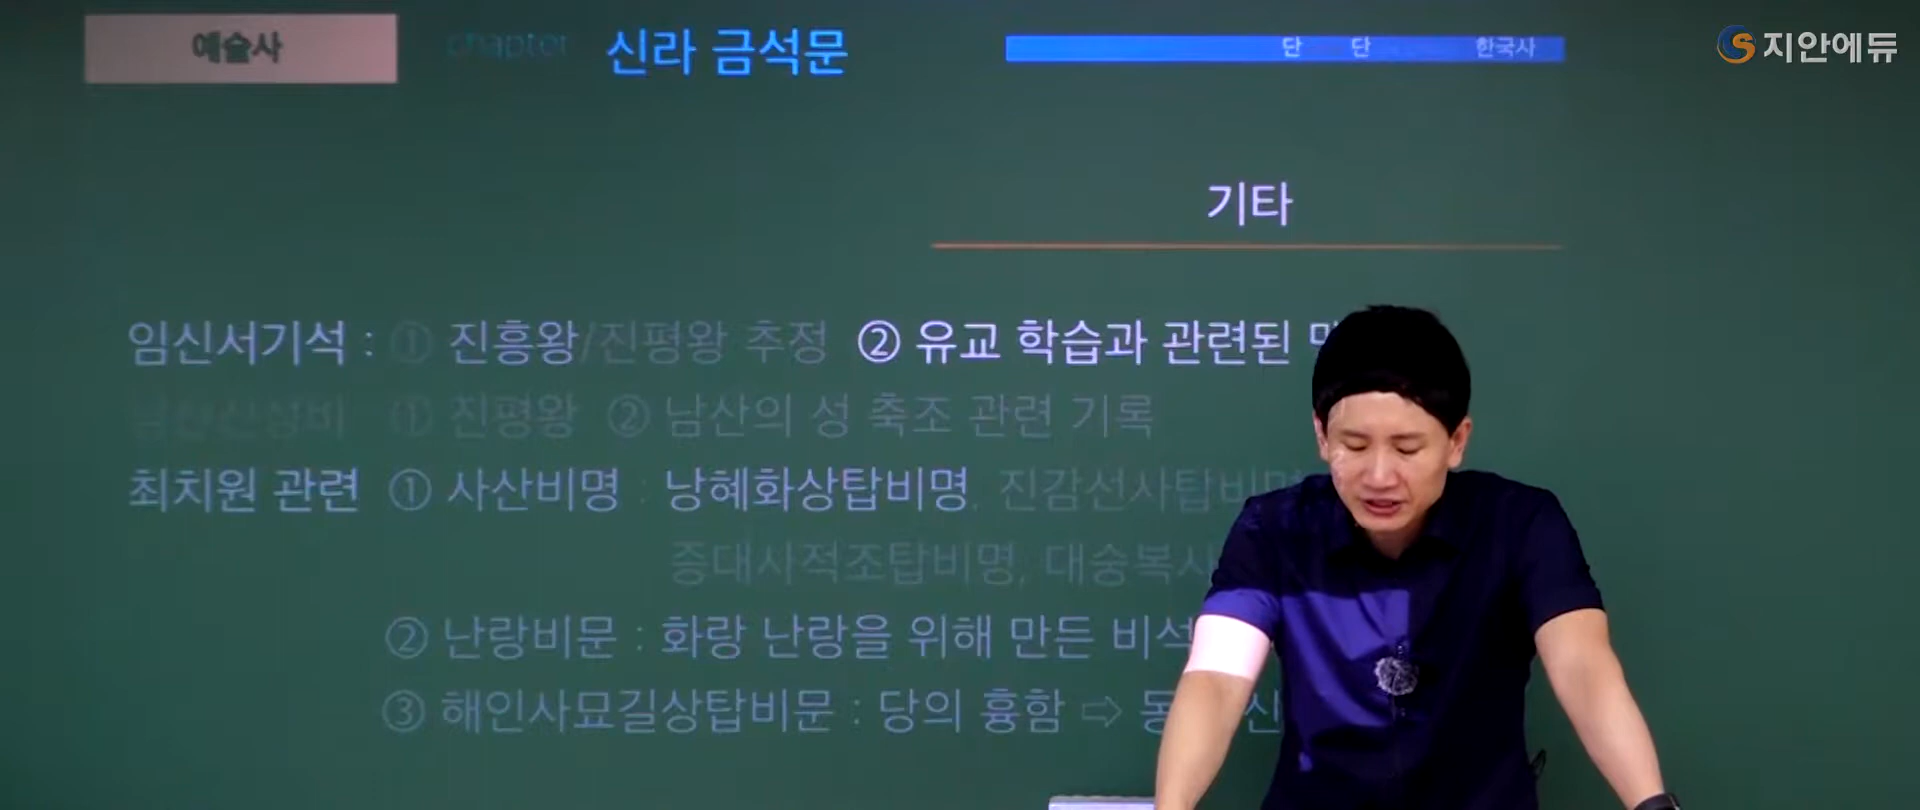 예술사
chapter
신라 금석문
단 단 한국사
지안에듀
기타
임신서기석 : ① 진흥왕/진평왕 추정 ② 유교 학습과 관련된
① 진평왕 ② 남산의 성 축조 관련 기록
최치원 관련 ① 사산비명 : 낭혜화상탑비명, 진감선사탑비명
증대사적조탑비명, 대숭복사
② 난랑비문 : 화랑 난랑을 위해 만든 비석
③ 해인사묘길상탑비문 : 당의 흉함 ⇨ 동 산